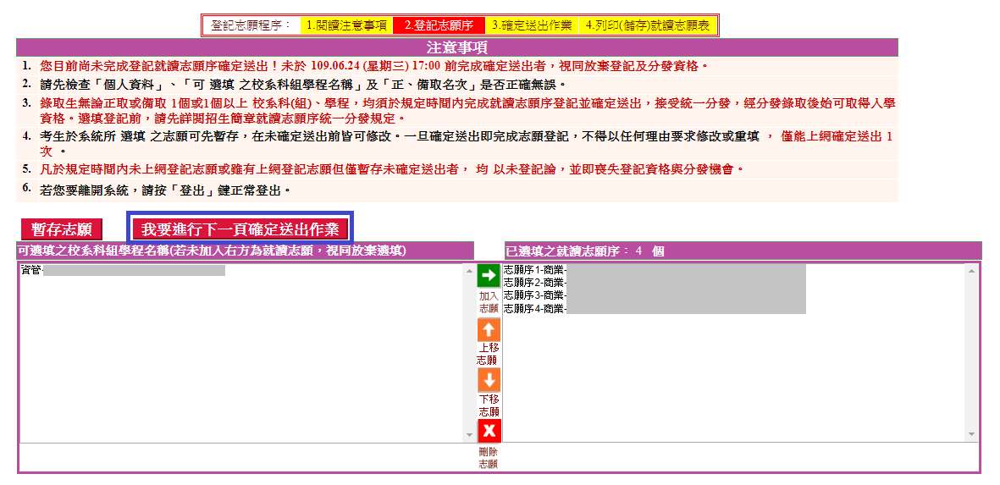 登記志願程序： 1.閱讀注意事項 2.登記志願序 3.確定送出作業 4.列印(儲存)就讀志願表
注意事項
1. 您目前尚未完成登記就讀志願序確定送出！未於 109.06.24 (星期三) 17:00 前完成確定送出者，視同放棄登記及分發資格。
2. 請先檢查「個人資料」、「可 選填 之校系科組學程名稱」及「正、備取名次」是否正確無誤。
3. 錄取生無論正取或備取 1個或1個以上 校系科(組)、學程，均須於規定時間內完成就讀志願序登記並確定送出，接受統一分發，經分發錄取後始可取得入學
資格。選填登記前，請先詳閱招生簡章就讀志願序統一分發規定。
4. 考生於系統所 選填 之志願可先暫存，在未確定送出前皆可修改。一旦確定送出即完成志願登記，不得以任何理由要求修改或重填 ， 僅能上網確定送出 1
次 。
5. 凡於規定時間內未上網登記志願或雖有上網登記志願但僅暫存未確定送出者， 均 以未登記論，並即喪失登記資格與分發機會。
6. 若您要離開系統，請按「登出」鍵正常登出。
暫存志願 我要進行下一頁確定送出作業
可選填之校系科組學程名稱(若未加入右方為就讀志願，視同放棄選填)
已選填之就讀志願序： 4 個
資管-
加入
志願
上移
志願
下移
志願
X
刪除
志願
志願序1-商業-
志願序2-商業-
志願序3-商業-
志願序4-商業-